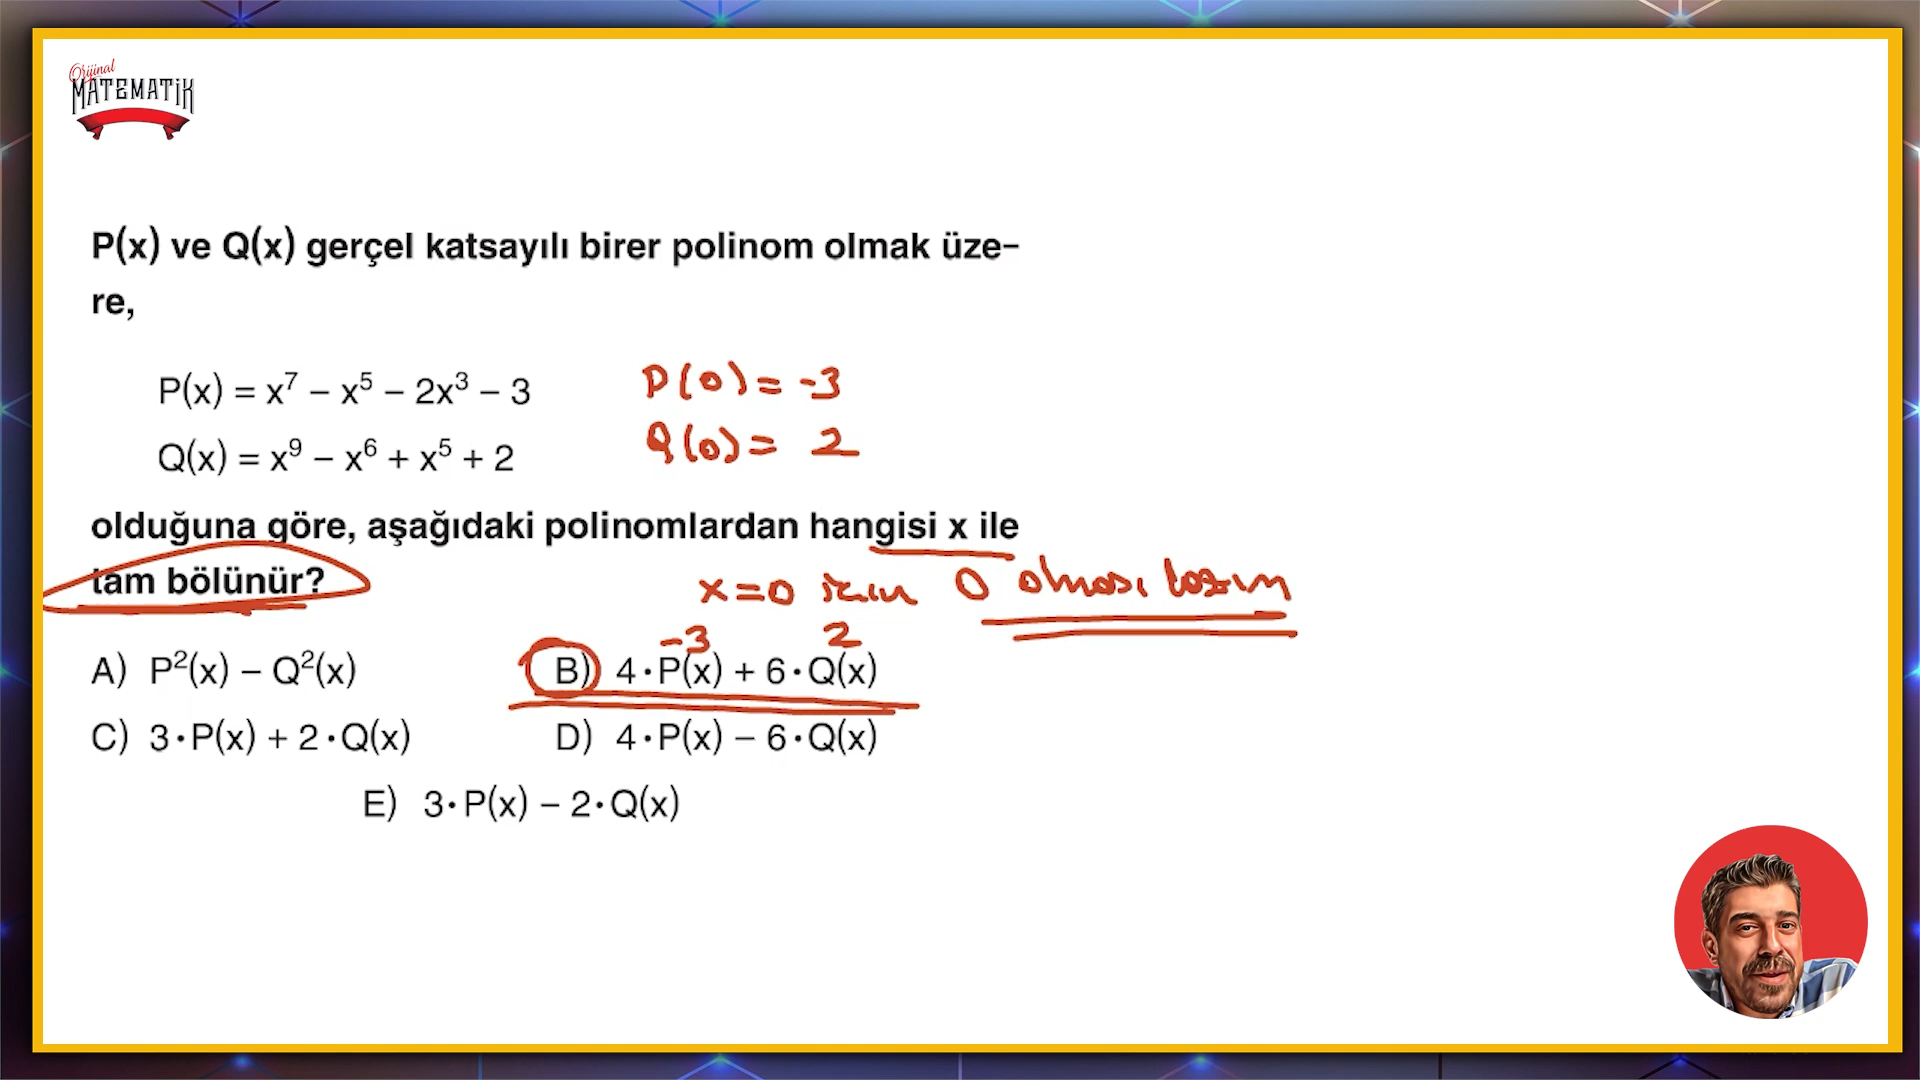 Orijinal
MATEMATİK
P(x) ve Q(x) gerçel katsayılı birer polinom olmak üze-
re,
P(x) = x⁷ – x⁵ – 2x³ – 3
P(0) = -3
Q(x) = x⁹ – x⁶ + x⁵ + 2
Q(0) = 2
olduğuna göre, aşağıdaki polinomlardan hangisi x ile
tam bölünür?
x=0 için 0 olması lazım
-3 2
A) P²(x) – Q²(x)
B) 4·P(x) + 6·Q(x)
C) 3·P(x) + 2·Q(x)
D) 4·P(x) – 6·Q(x)
E) 3·P(x) – 2·Q(x)